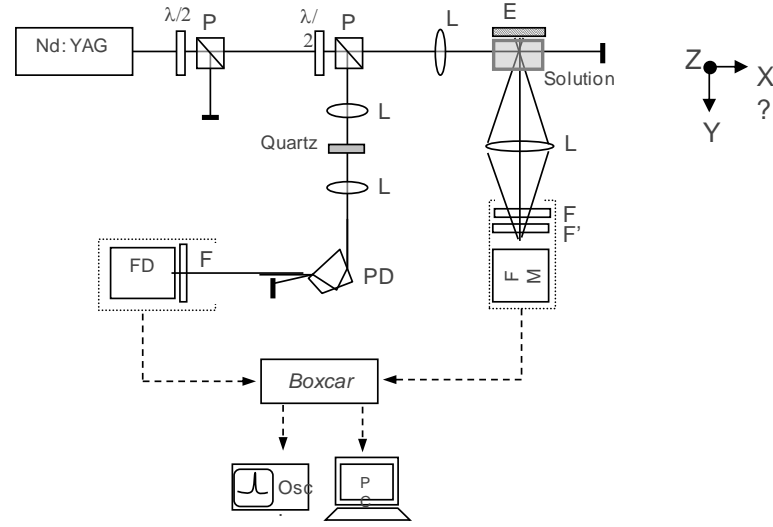 Nd: YAG
λ/2
P
λ/
2
P
L
E
Solution
L
Quartz
L
L
F
F'
F
M
FD
F
PD
Boxcar
Osc
.
P
C
Z
X
?
Y